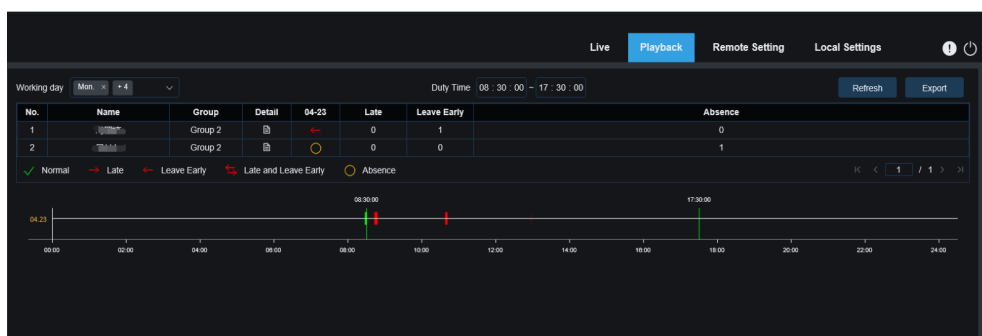 Live Playback Remote Setting Local Settings
Working day Mon. × + 4 Duty Time 08 : 30 : 00 ~ 17 : 30 : 00 Refresh Export
No. Name Group Detail 04-23 Late Leave Early Absence
1 Group 2 0 1 0
2 Group 2 0 0 1
Normal Late Leave Early Late and Leave Early Absence 1 / 1
08:30:00 17:30:00
04.23
00:00 02:00 04:00 06:00 08:00 10:00 12:00 14:00 16:00 18:00 20:00 22:00 24:00